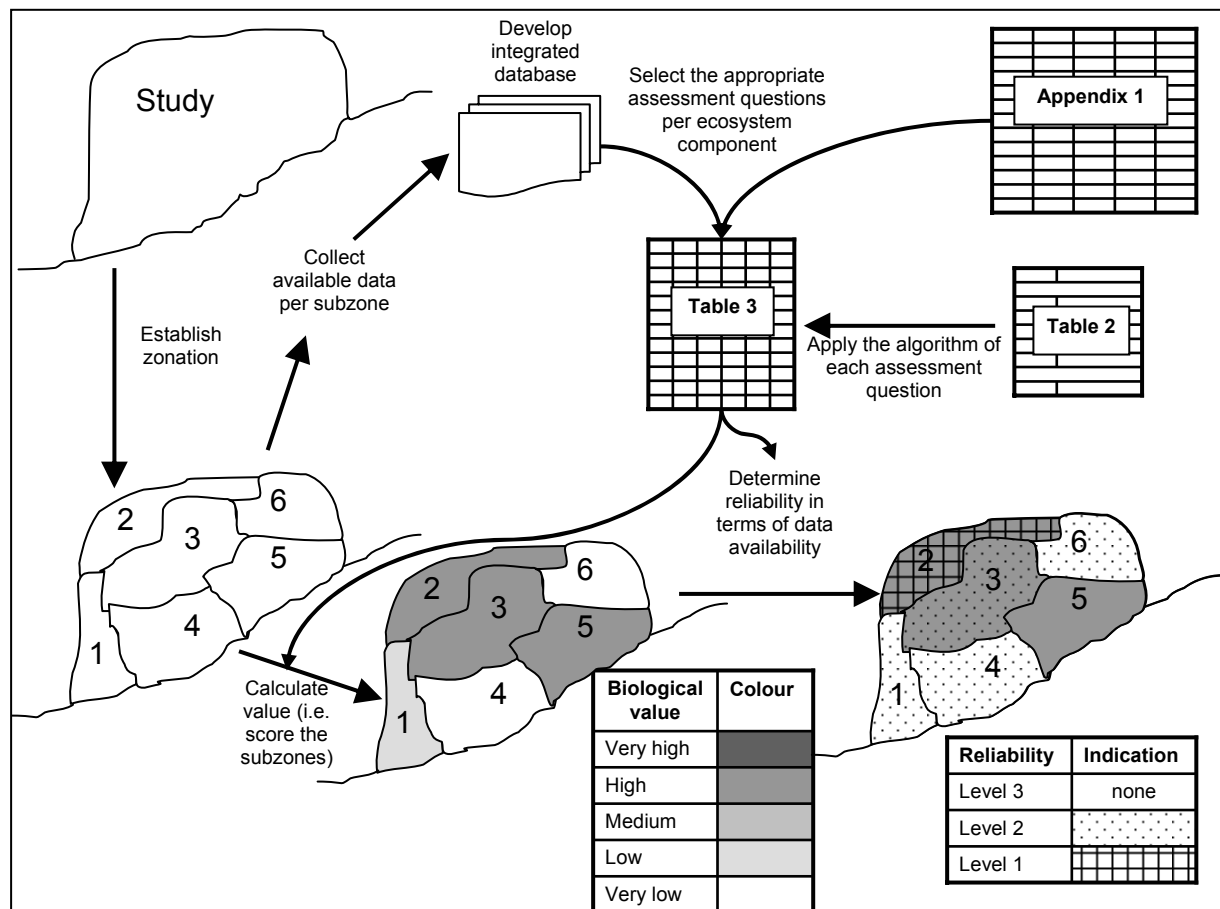 Study
Develop
integrated
database
Select the appropriate
assessment questions
per ecosystem
component
Appendix 1
Collect
available data
per subzone
Establish
zonation
Table 3
Table 2
Apply the algorithm of
each assessment
question
Determine
reliability in
terms of data
availability
1
2
3
4
5
6
Calculate
value (i.e.
score the
subzones)
1
2
3
4
5
6
1
2
3
4
5
6
Biological value Colour
Very high
High
Medium
Low
Very low
Reliability Indication
Level 3 none
Level 2
Level 1